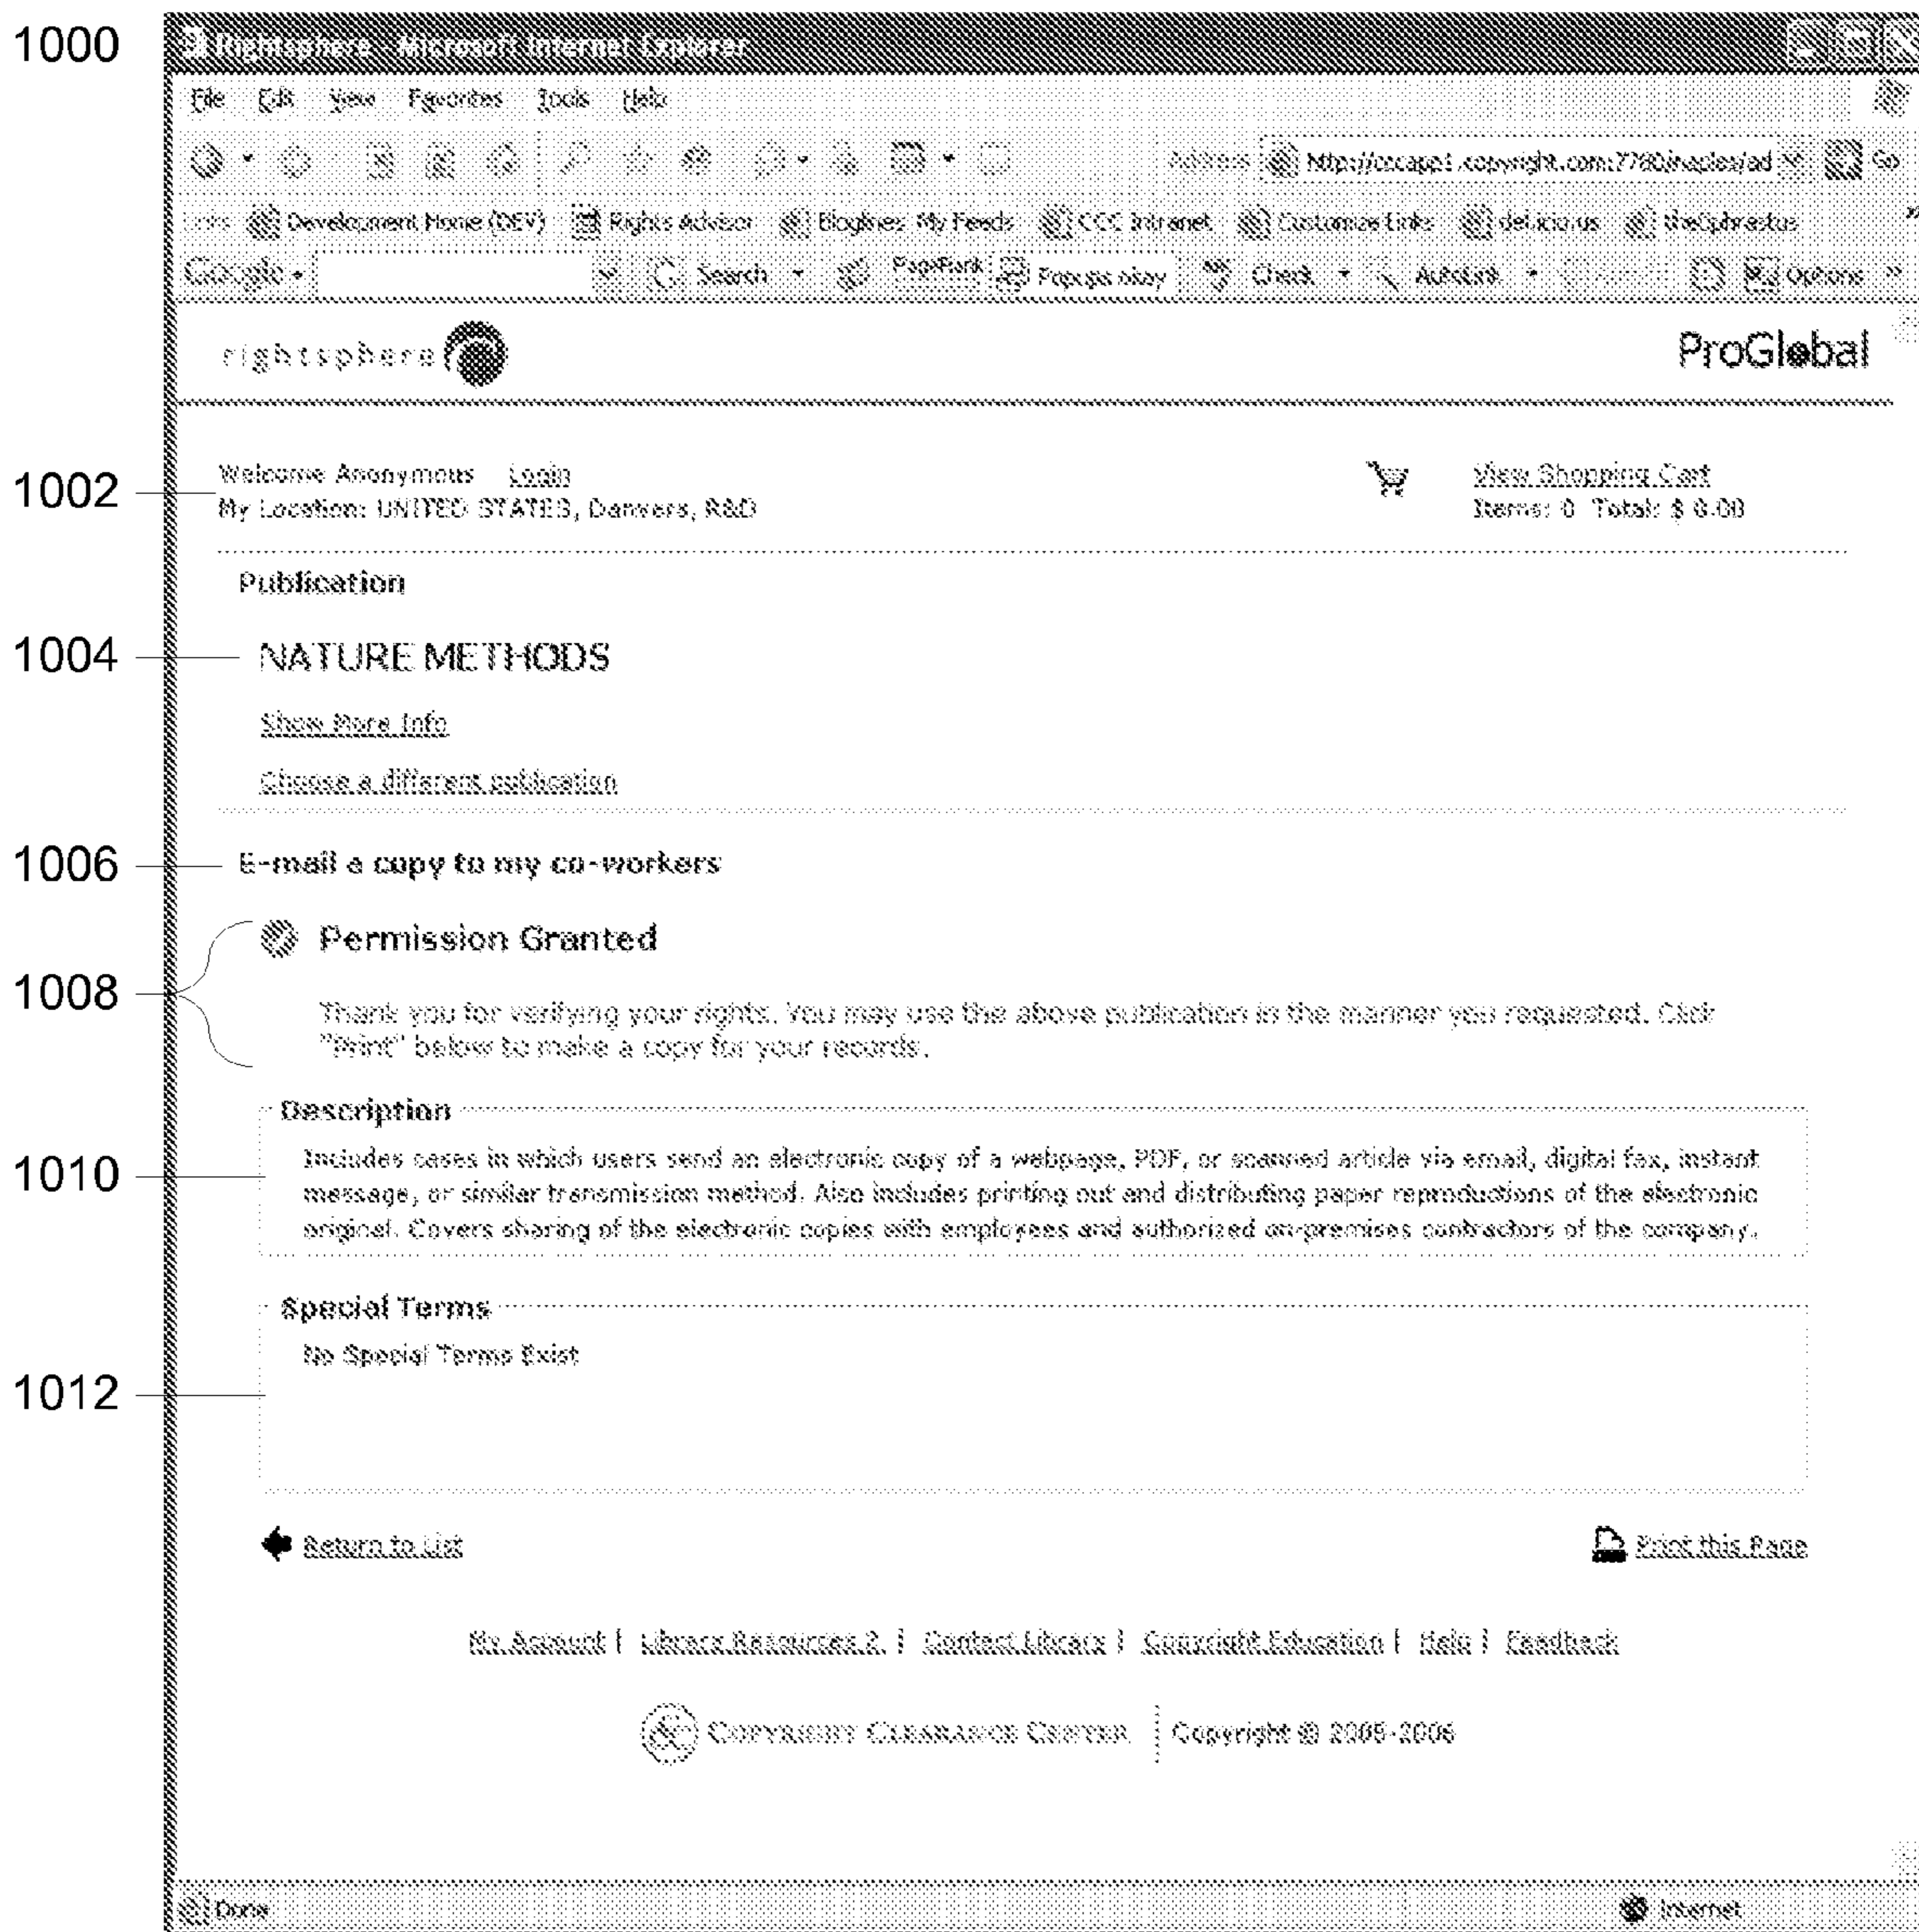 1000
Rightsphere - Microsoft Internet Explorer
File Edit View Favorites Tools Help
Address Go
Links Development Home (DEV) Rights Advisor Bloglines My Feeds CCC Intranet Customize Links del.icio.us theOphrastus
Google Search PageRank Popups okay Check AutoLink Options
rightsphere
ProGlobal
1002
Welcome Anonymous Login
View Shopping Cart
My Location: UNITED STATES, Danvers, R&D
Items: 0 Total: $ 0.00
Publication
1004
NATURE METHODS
Show More Info
Choose a different publication
1006
E-mail a copy to my co-workers
Permission Granted
1008
Thank you for verifying your rights. You may use the above publication in the manner you requested. Click
"Print" below to make a copy for your records.
Description
1010
Includes cases in which users send an electronic copy of a webpage, PDF, or scanned article via email, digital fax, instant
message, or similar transmission method. Also includes printing out and distributing paper reproductions of the electronic
original. Covers sharing of the electronic copies with employees and authorized on-premises contractors of the company.
Special Terms
No Special Terms Exist
1012
Return to List
Print this Page
My Account | Library Resources 2. | Contact Library | Copyright Education | Help | Feedback
COPYRIGHT CLEARANCE CENTER Copyright © 2005-2006
Done
Internet